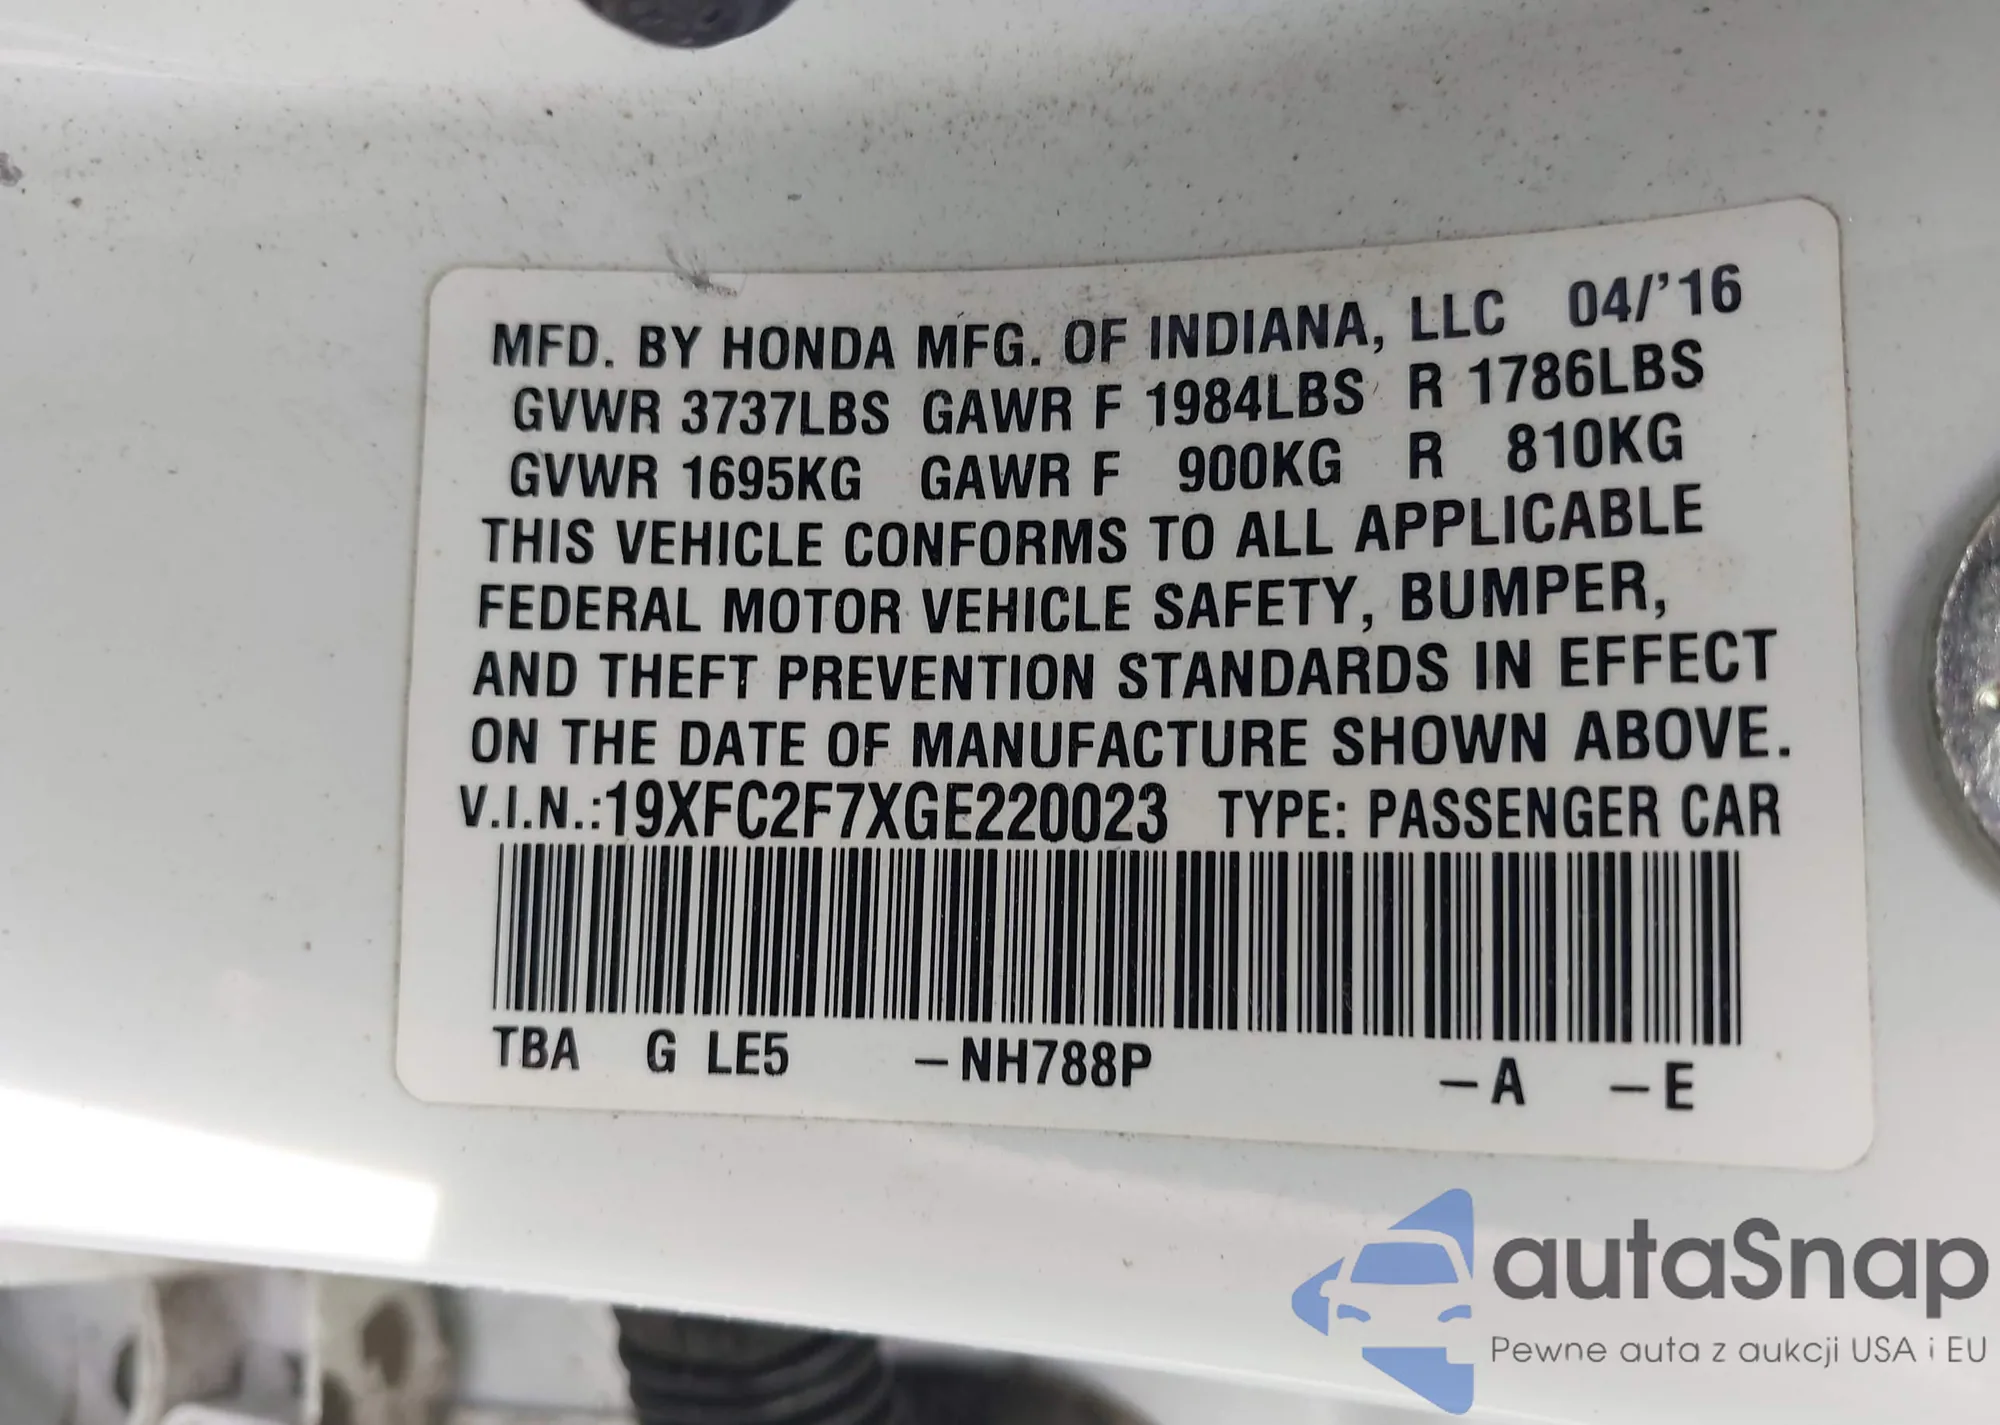 MFD. BY HONDA MFG. OF INDIANA, LLC 04/'16
GVWR 3737LBS GAWR F 1984LBS R 1786LBS
GVWR 1695KG GAWR F 900KG R 810KG
THIS VEHICLE CONFORMS TO ALL APPLICABLE
FEDERAL MOTOR VEHICLE SAFETY, BUMPER,
AND THEFT PREVENTION STANDARDS IN EFFECT
ON THE DATE OF MANUFACTURE SHOWN ABOVE.
V.I.N.:19XFC2F7XGE220023 TYPE: PASSENGER CAR
TBA G LE5 –NH788P –A –E
autaSnap
Pewne auta z aukcji USA i EU